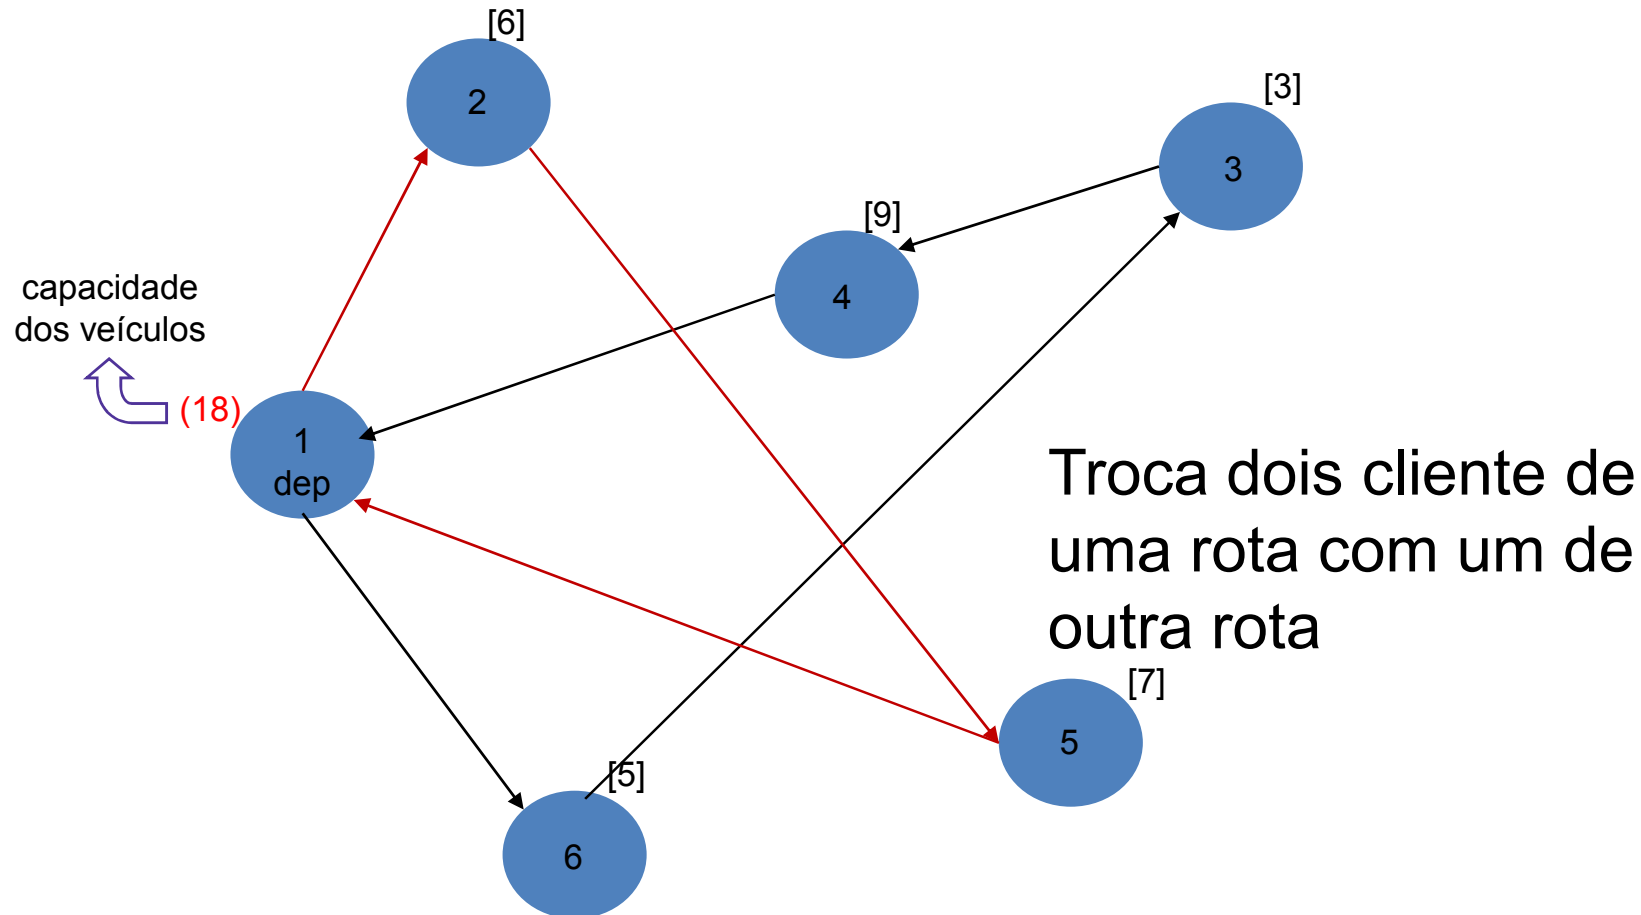 [6]
2
[3]
3
[9]
4
capacidade
dos veículos
(18)
1
dep
Troca dois cliente de
uma rota com um de
outra rota
[7]
5
[5]
6